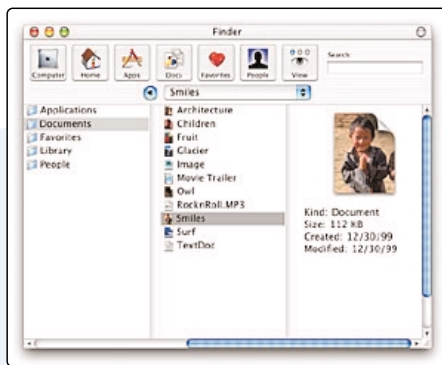 Finder
Computer
Home
Apps
Docs
Favorites
People
View
Search:
Smiles
Applications
Documents
Favorites
Library
People
Architecture
Children
Fruit
Glacier
Image
Movie Trailer
Owl
RocknRoll.MP3
Smiles
Surf
TextDoc
Kind: Document
Size: 112 KB
Created: 12/30/99
Modified: 12/30/99